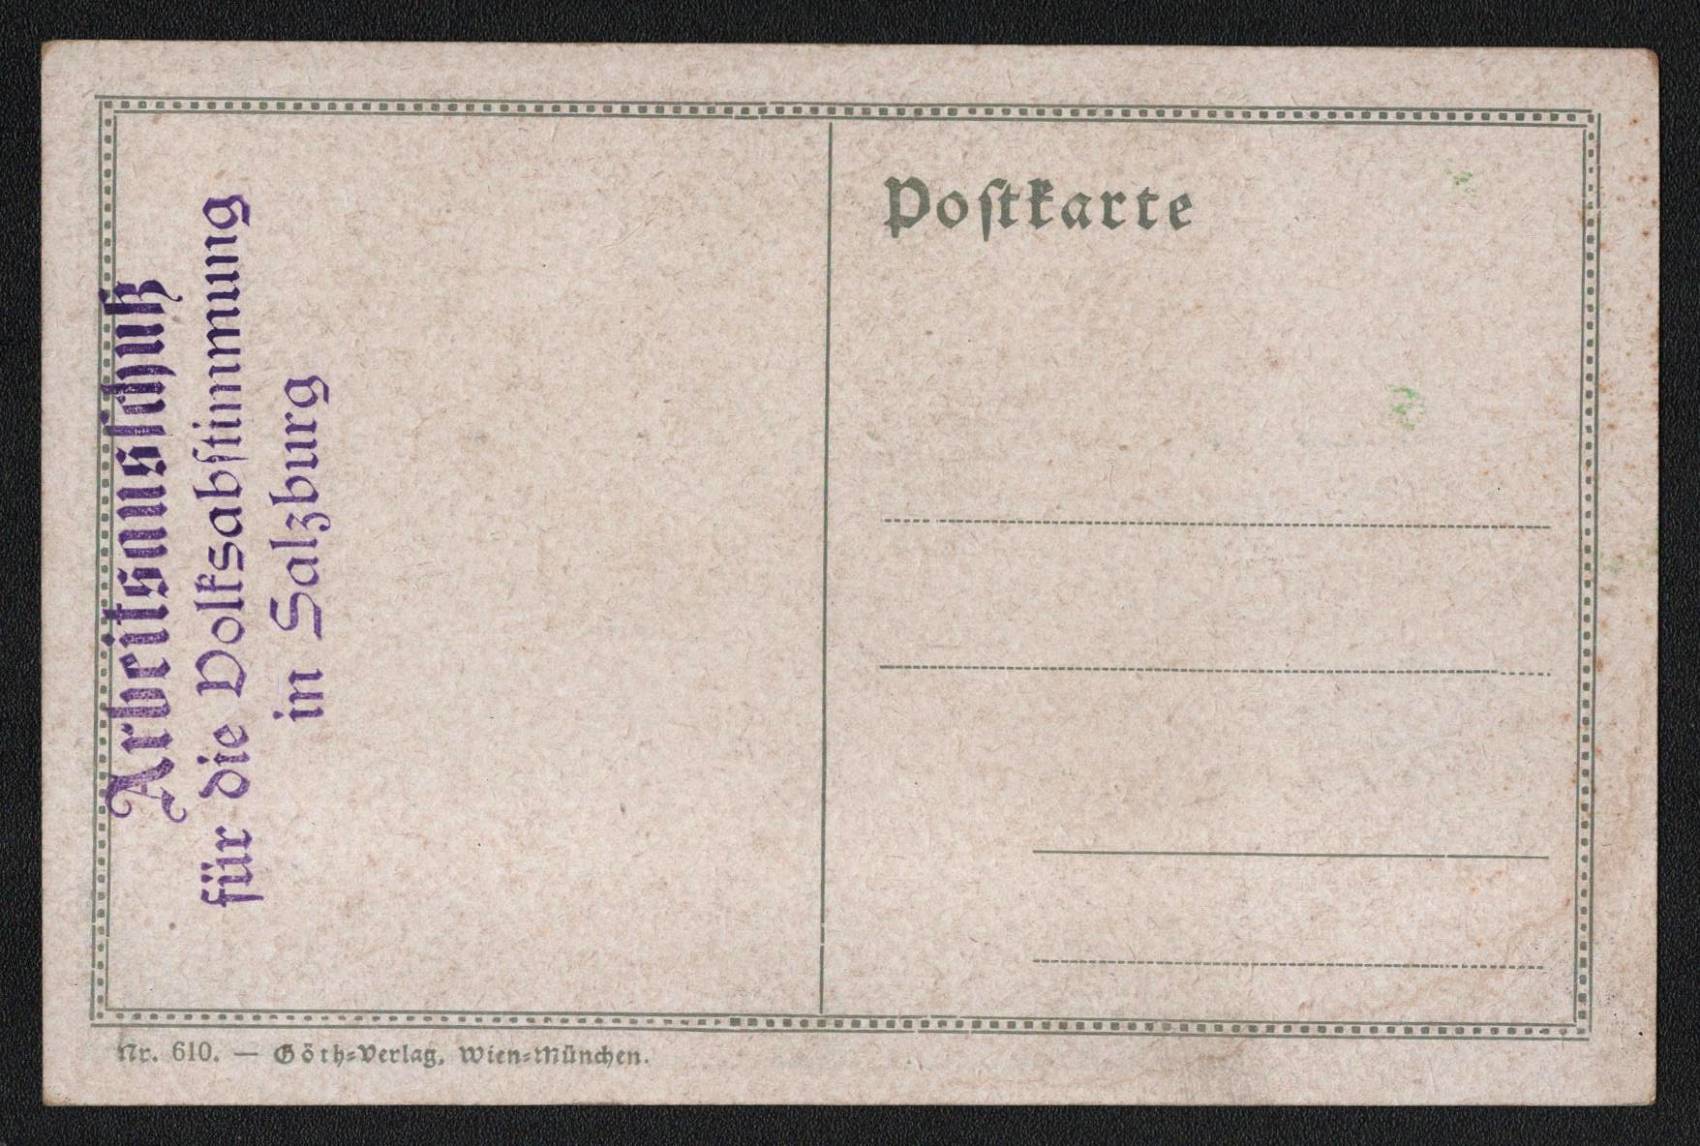 Arbeitsausſchuß
für die Volksabſtimmung
in Salzburg
Poſtkarte
Nr. 610. — Göth-Verlag, Wien-München.